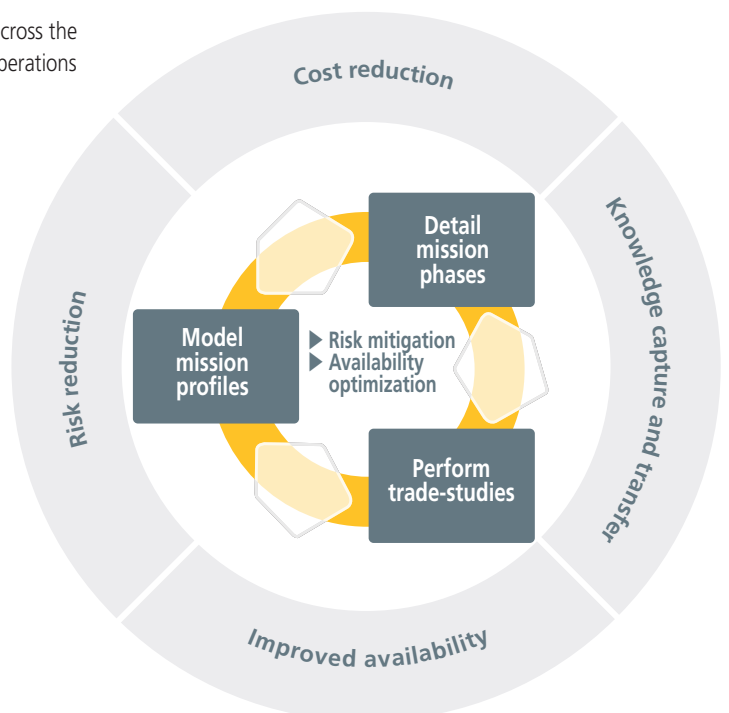 cross the
perations
Cost reduction
Knowledge capture and transfer
Improved availability
Risk reduction
Detail
mission
phases
Model
mission
profiles
▶ Risk mitigation
▶ Availability
optimization
Perform
trade-studies